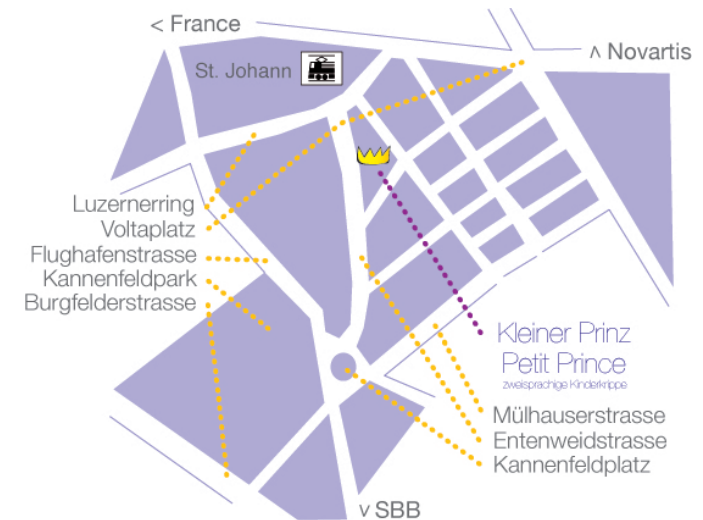 < France
ʌ Novartis
St. Johann
Luzernerring
Voltaplatz
Flughafenstrasse
Kannenfeldpark
Burgfelderstrasse
Kleiner Prinz
Petit Prince
zweisprachige Kinderkrippe
Mülhauserstrasse
Entenweidstrasse
Kannenfeldplatz
v SBB